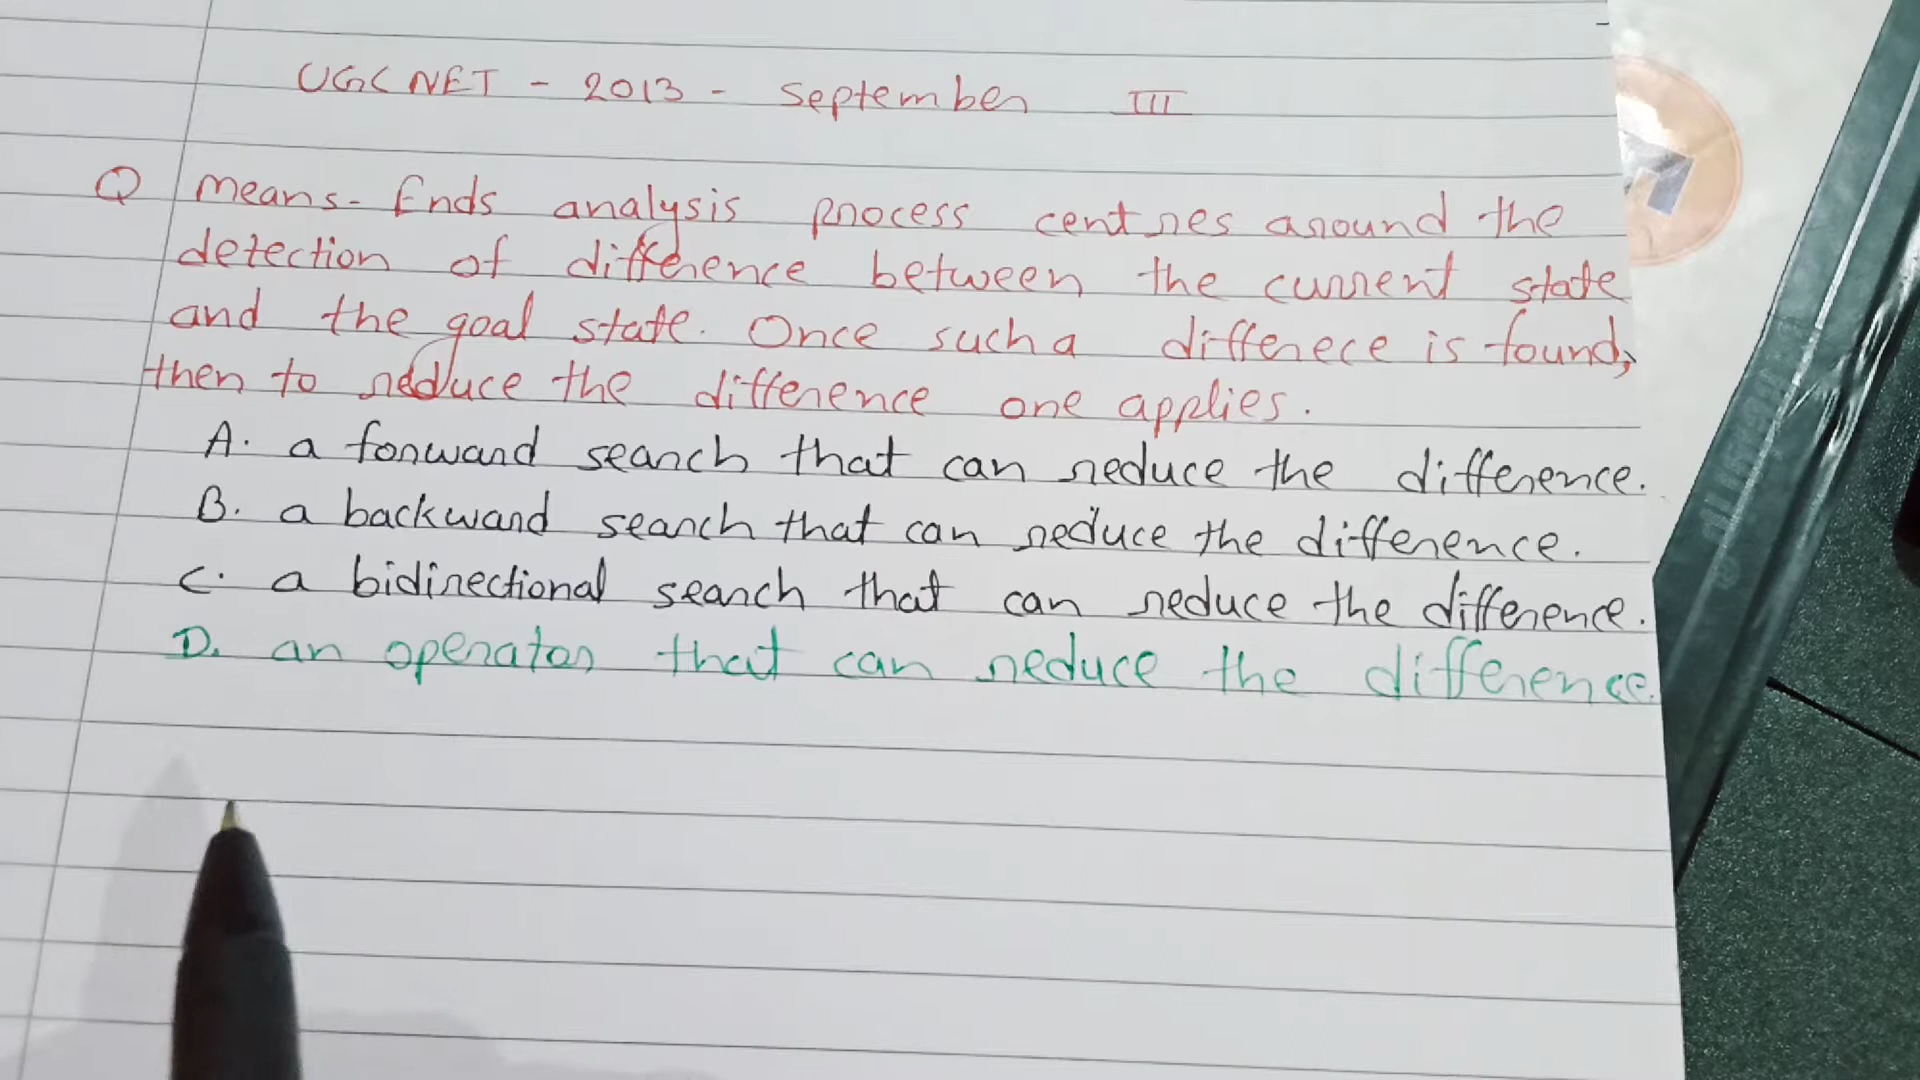 UGC NET - 2013 - September III
Q means-Ends analysis process centres around the
detection of difference between the current state
and the goal state. Once such a differece is found,
then to reduce the difference one applies.
A. a forward search that can reduce the difference.
B. a backward search that can reduce the difference.
C. a bidirectional search that can reduce the difference.
D. an operator that can reduce the difference.